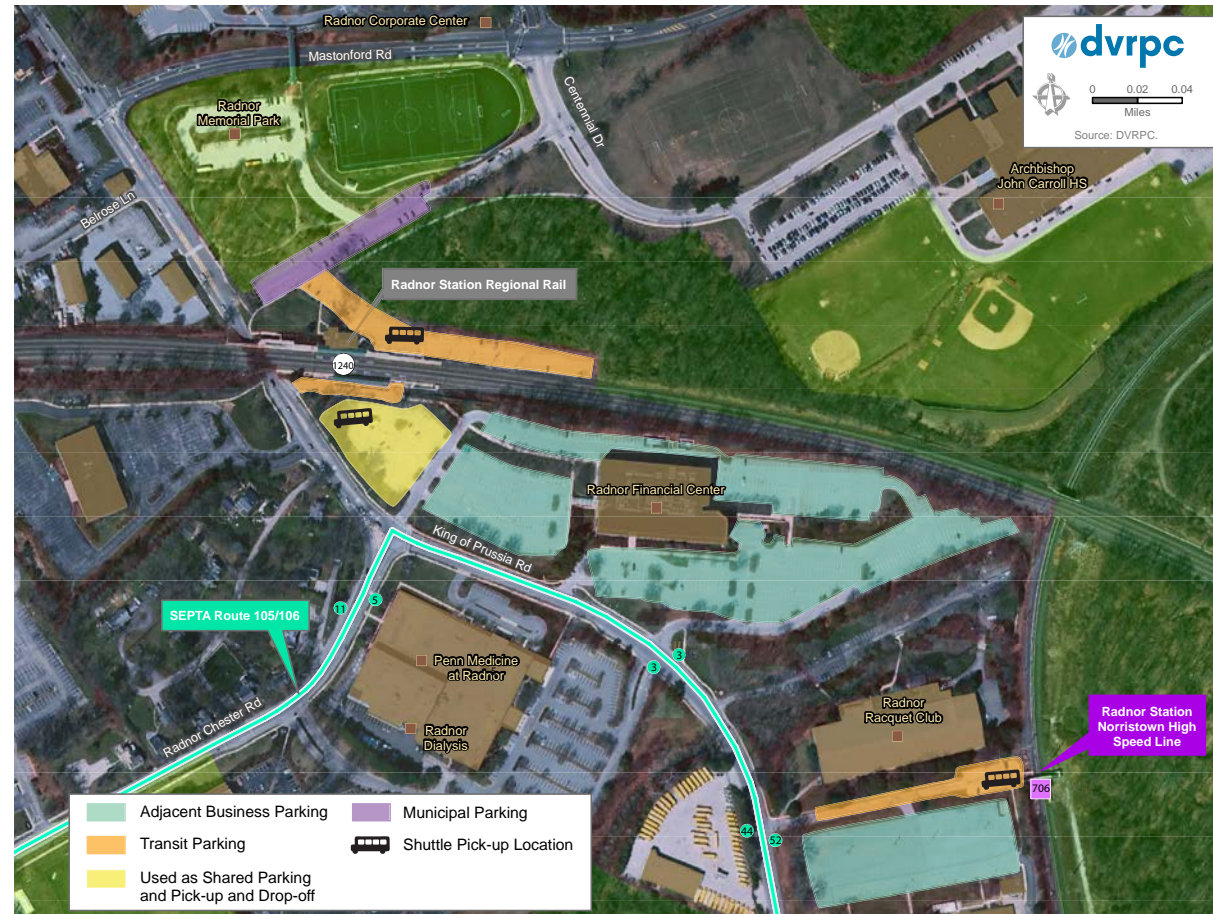 Radnor Corporate Center
Mastonford Rd
Centennial Dr
Radnor
Memorial Park
Belrose Ln
dvrpc
0 0.02 0.04
Miles
Source: DVRPC.
Archbishop
John Carroll HS
Radnor Station Regional Rail
1240
Radnor Financial Center
King of Prussia Rd
SEPTA Route 105/106
11
5
3
3
Penn Medicine
at Radnor
Radnor
Dialysis
Radnor Chester Rd
Radnor
Racquet Club
Radnor Station
Norristown High
Speed Line
706
44
52
Adjacent Business Parking
Transit Parking
Used as Shared Parking
and Pick-up and Drop-off
Municipal Parking
Shuttle Pick-up Location